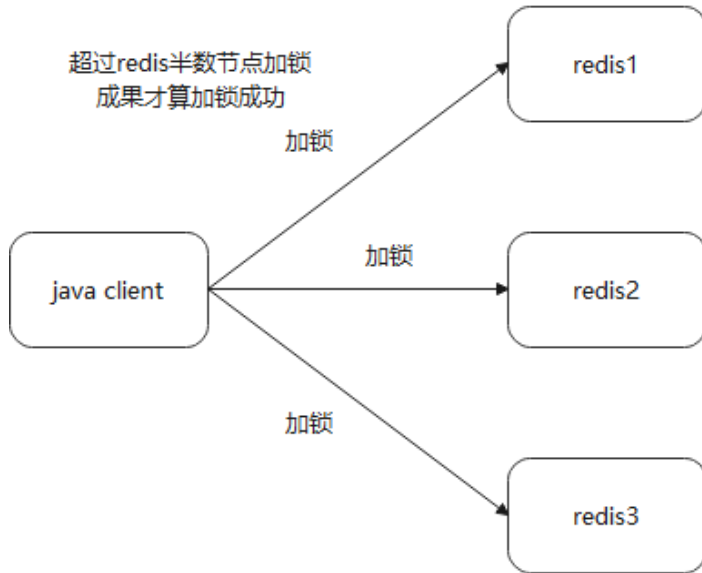 超过redis半数节点加锁
成果才算加锁成功
redis1
加锁
加锁
java client
redis2
加锁
redis3